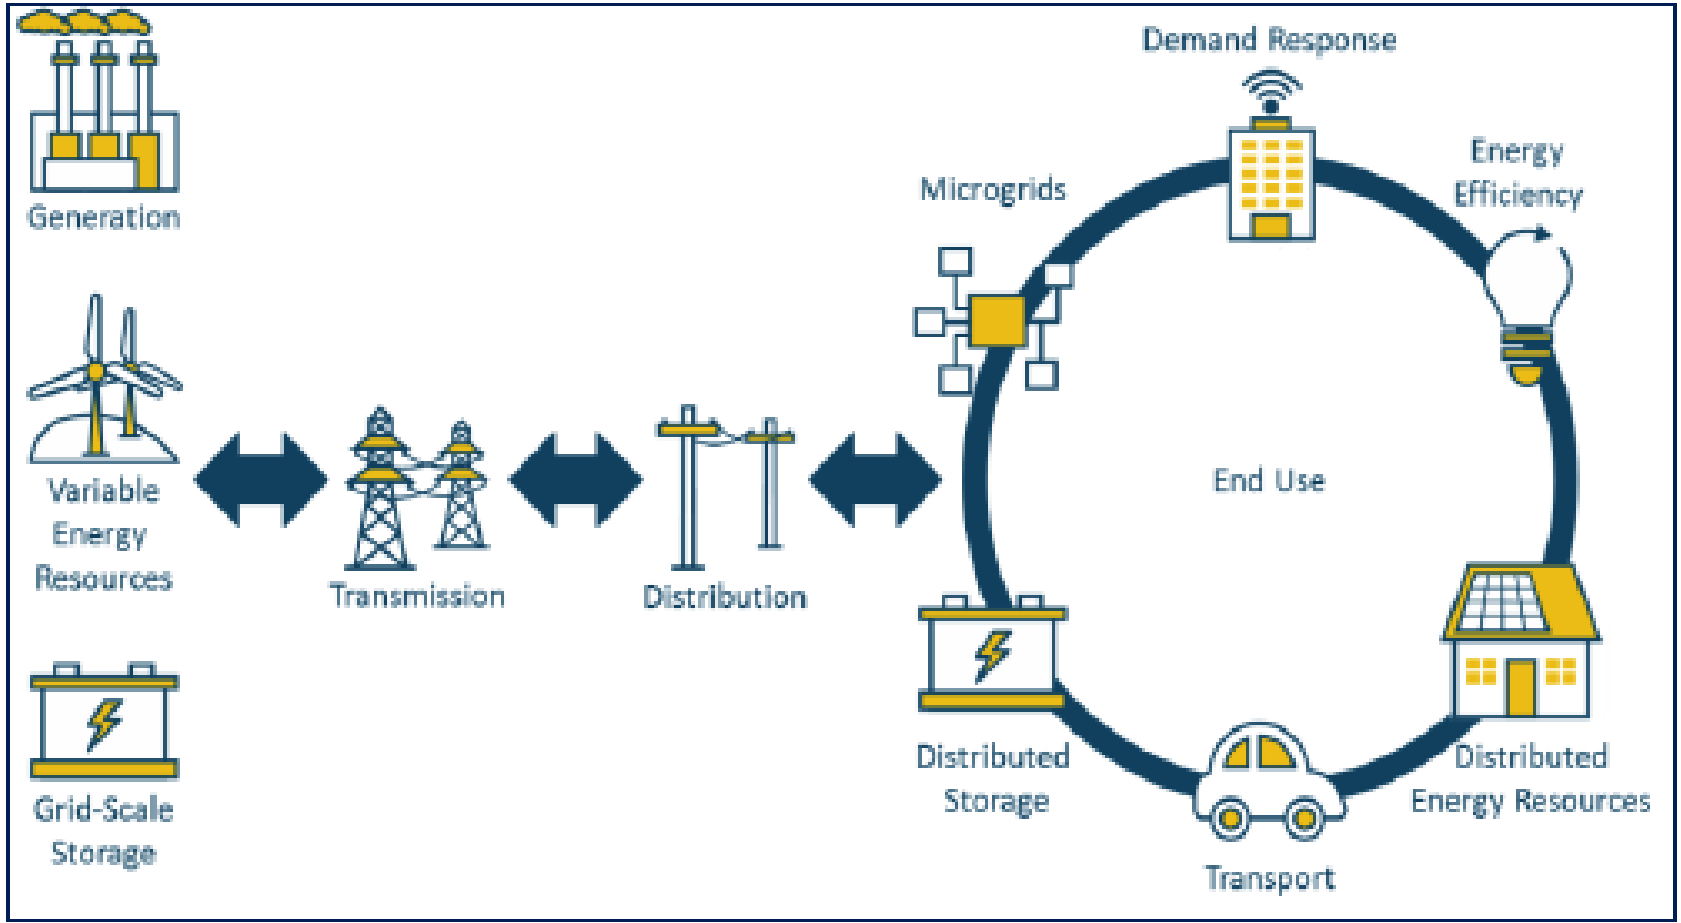 Generation
Variable
Energy
Resources
Grid-Scale
Storage
Transmission
Distribution
Demand Response
Microgrids
Energy
Efficiency
End Use
Distributed
Storage
Transport
Distributed
Energy Resources